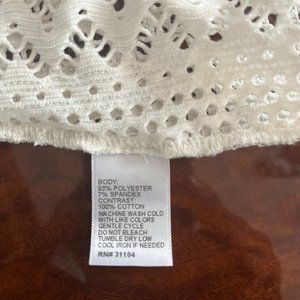 BODY:
93% POLYESTER
7% SPANDEX
CONTRAST:
100% COTTON
MACHINE WASH COLD
WITH LIKE COLORS
GENTLE CYCLE
DO NOT BLEACH
TUMBLE DRY LOW
COOL IRON IF NEEDED
RN# 31104